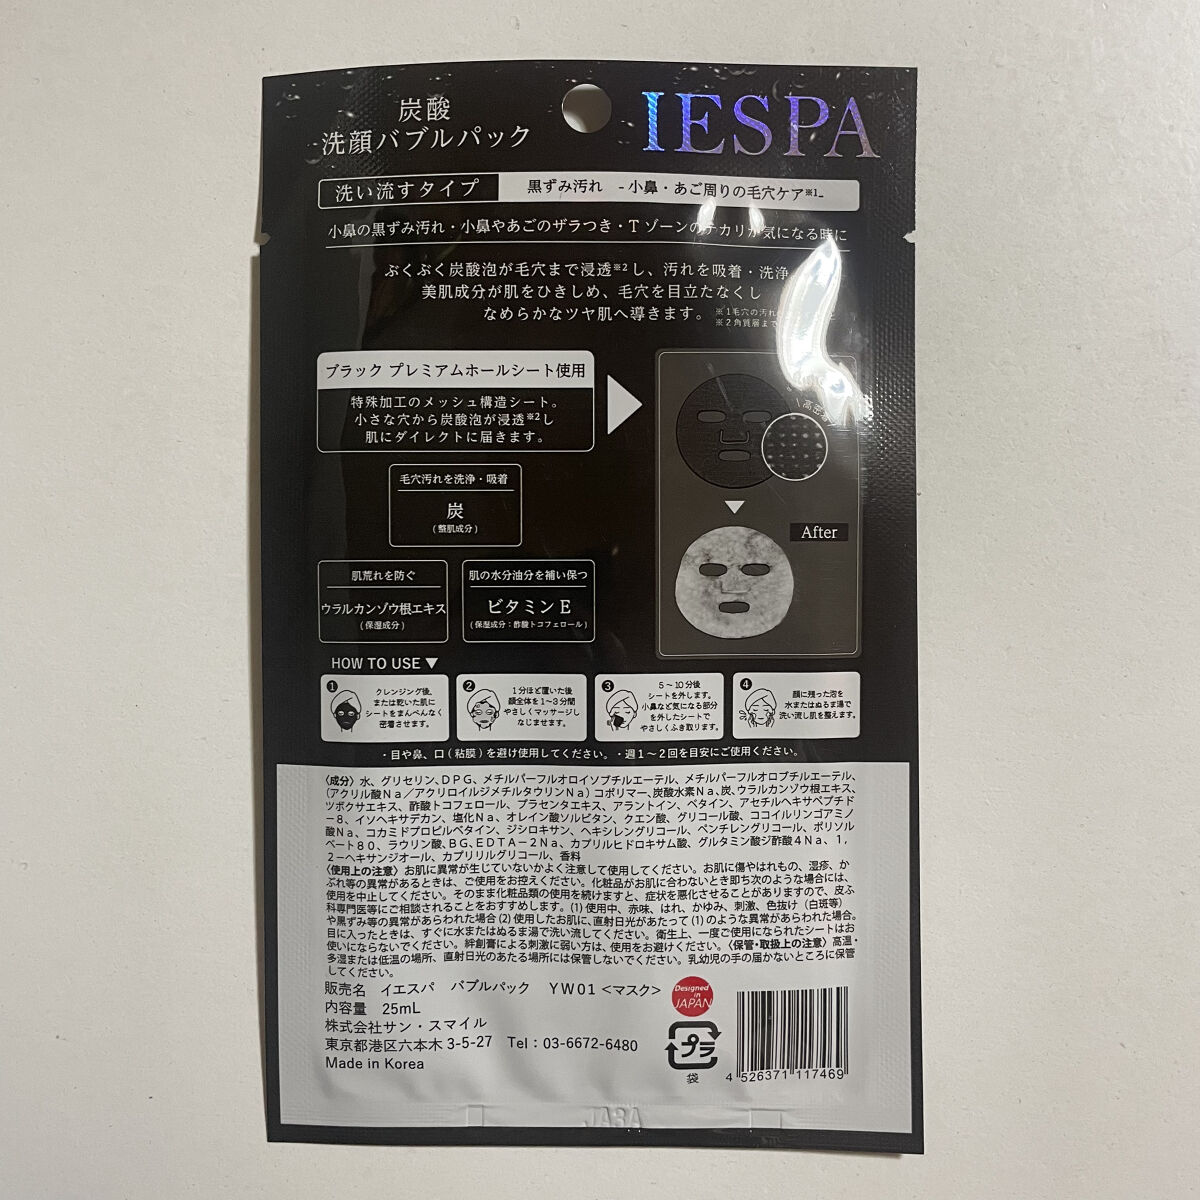 炭酸
洗顔バブルパック
IESPA
洗い流すタイプ
黒ずみ汚れ -小鼻・あご周りの毛穴ケア※1-
小鼻の黒ずみ汚れ・小鼻やあごのザラつき・Tゾーンのテカリが気になる時に
ぷくぷく炭酸泡が毛穴まで浸透※2し、汚れを吸着・洗浄
美肌成分が肌をひきしめ、毛穴を目立たなくし
なめらかなツヤ肌へ導きます。
※1毛穴の汚れ
※2角質層まで
ブラック プレミアムホールシート使用
特殊加工のメッシュ構造シート。
小さな穴から炭酸泡が浸透※2し
肌にダイレクトに届きます。
高密着
毛穴汚れを洗浄・吸着
炭
(整肌成分)
After
肌荒れを防ぐ
ウラルカンゾウ根エキス
(保湿成分)
肌の水分油分を補い保つ
ビタミンE
(保湿成分:酢酸トコフェロール)
HOW TO USE ▼
1
クレンジング後、
または乾いた肌に
シートをまんべんなく
密着させます。
2
1分ほど置いた後
顔全体を1~3分間
やさしくマッサージし
なじませます。
3
5~10分後
シートを外します。
小鼻など気になる部分
を外したシートで
やさしくふき取ります。
4
顔に残った泡を
水またはぬるま湯で
洗い流し肌を整えます。
・目や鼻、口(粘膜)を避け使用してください。・週1~2回を目安にご使用ください。
〈成分〉水、グリセリン、DPG、メチルパーフルオロイソブチルエーテル、メチルパーフルオロブチルエーテル、
(アクリル酸Na/アクリロイルジメチルタウリンNa)コポリマー、炭酸水素Na、炭、ウラルカンゾウ根エキス、
ツボクサエキス、酢酸トコフェロール、プラセンタエキス、アラントイン、ベタイン、アセチルヘキサペプチド
-8、イソヘキサデカン、塩化Na、オレイン酸ソルビタン、クエン酸、グリコール酸、ココイルリンゴアミノ
酸Na、コカミドプロピルベタイン、ジシロキサン、ヘキシレングリコール、ペンチレングリコール、ポリソル
ベート80、ラウリン酸、BG、EDTA-2Na、カプリルヒドロキサム酸、グルタミン酸ジ酢酸4Na、1,
2-ヘキサンジオール、カプリリルグリコール、香料
〈使用上の注意〉お肌に異常が生じていないかよく注意して使用してください。お肌に傷やはれもの、湿疹、か
ぶれ等の異常があるときは、ご使用をお控えください。化粧品がお肌に合わないとき即ち次のような場合には、
使用を中止してください。そのまま化粧品類の使用を続けますと、症状を悪化させることがありますので、皮ふ
科専門医等にご相談されることをおすすめします。(1)使用中、赤味、はれ、かゆみ、刺激、色抜け(白斑等)
や黒ずみ等の異常があらわれた場合(2)使用したお肌に、直射日光があたって(1)のような異常があらわれた場合。
目に入ったときは、すぐに水またはぬるま湯で洗い流してください。衛生上、一度ご使用になられたシートはお
使いにならないでください。絆創膏による刺激に弱い方は、使用をお避けください。〈保管・取扱上の注意〉高温・
多湿または低温の場所、直射日光のあたる場所には保管しないでください。乳幼児の手の届かないところに保管
してください。
販売名 イエスパ バブルパック YW01<マスク>
内容量 25mL
株式会社サン・スマイル
東京都港区六本木3-5-27 Tel:03-6672-6480
Made in Korea
Designed
in
JAPAN
プラ
袋
4 526371 117469
JA3A